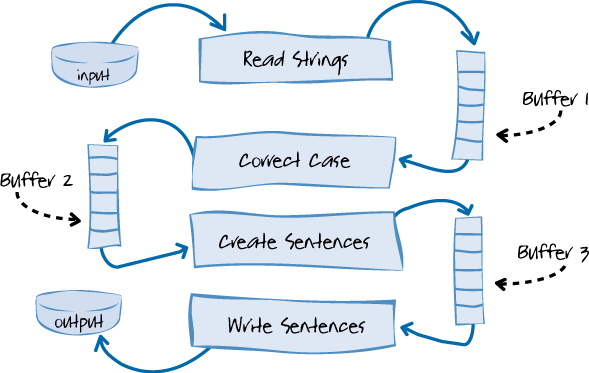 Read Strings
input
Buffer 1
Correct Case
Buffer 2
Create Sentences
Buffer 3
output
Write Sentences